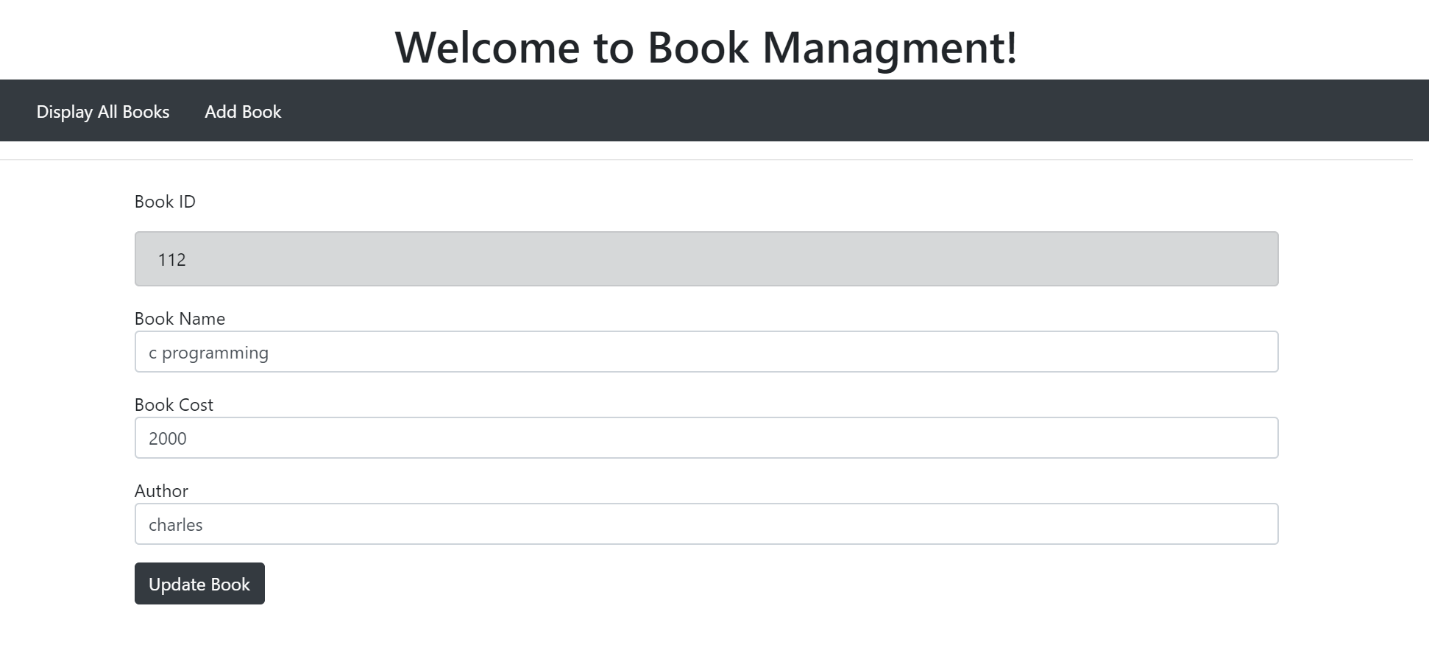 Welcome to Book Managment!
Display All Books Add Book
Book ID
112
Book Name
c programming
Book Cost
2000
Author
charles
Update Book